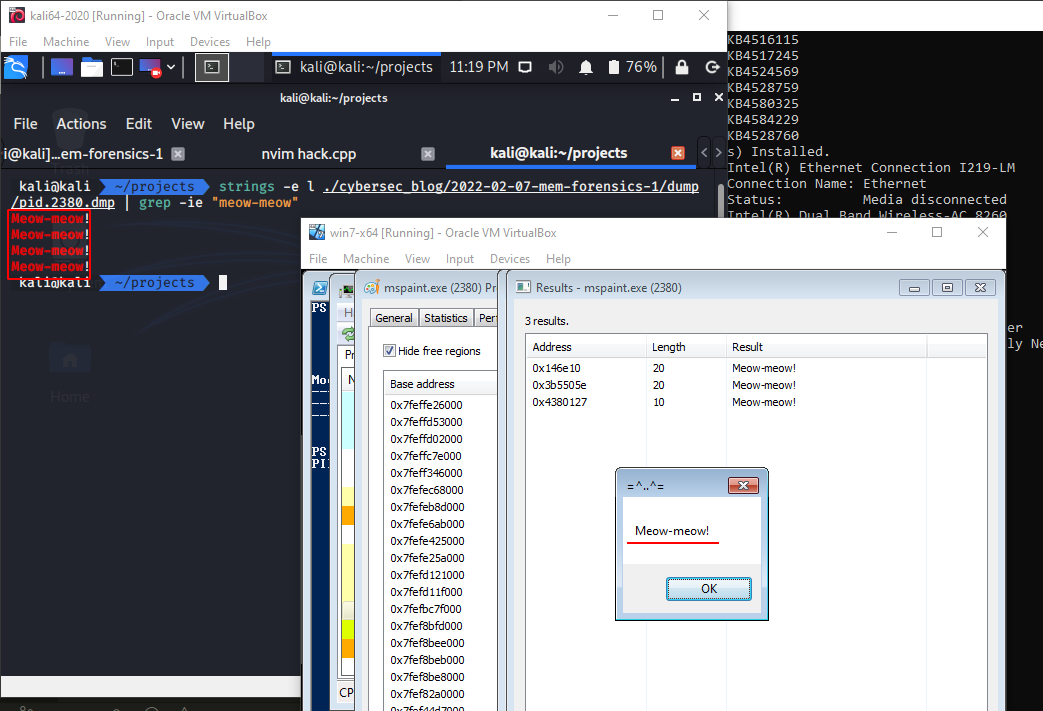 kali64-2020 [Running] - Oracle VM VirtualBox
File Machine View Input Devices Help
kali@kali:~/projects 11:19 PM 76%
kali@kali:~/projects
File Actions Edit View Help
i@kali]...em-forensics-1 nvim hack.cpp kali@kali:~/projects
kali@kali ~/projects strings -e l ./cybersec_blog/2022-02-07-mem-forensics-1/dump
/pid.2380.dmp | grep -ie "meow-meow"
Meow-meow!
Meow-meow!
Meow-meow!
Meow-meow!
kali@kali ~/projects
Home
KB4516115
KB4517245
KB4524569
KB4528759
KB4580325
KB4584229
KB4528760
s) Installed.
Intel(R) Ethernet Connection I219-LM
Connection Name: Ethernet
Status: Media disconnected
Intel(R) Dual Band Wireless-AC 8260
er
ly Ne
win7-x64 [Running] - Oracle VM VirtualBox
File Machine View Input Devices Help
PS
Mo
PS
PI
H
Pr
N
CP
mspaint.exe (2380) Pr
General Statistics Perf
Hide free regions
Base address
0x7feffe26000
0x7feffd53000
0x7feffd02000
0x7feffc7e000
0x7feff346000
0x7fefec68000
0x7fefeb8d000
0x7fefe6ab000
0x7fefe425000
0x7fefe25a000
0x7fefd121000
0x7fefd11f000
0x7fefbc7f000
0x7fef8bfd000
0x7fef8bee000
0x7fef8beb000
0x7fef8be8000
0x7fef82a0000
0x7fef44d7000
Results - mspaint.exe (2380)
3 results.
Address Length Result
0x146e10 20 Meow-meow!
0x3b5505e 20 Meow-meow!
0x4380127 10 Meow-meow!
=^..^=
Meow-meow!
OK